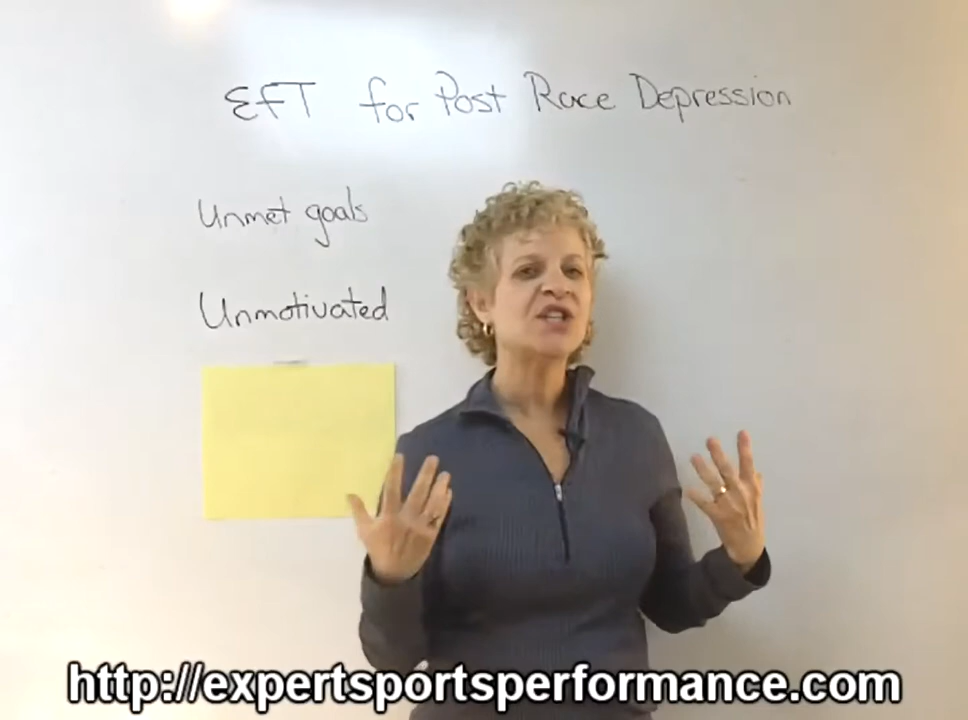 EFT for Post Race Depression
Unmet goals
Unmotivated
http://expertsportsperformance.com